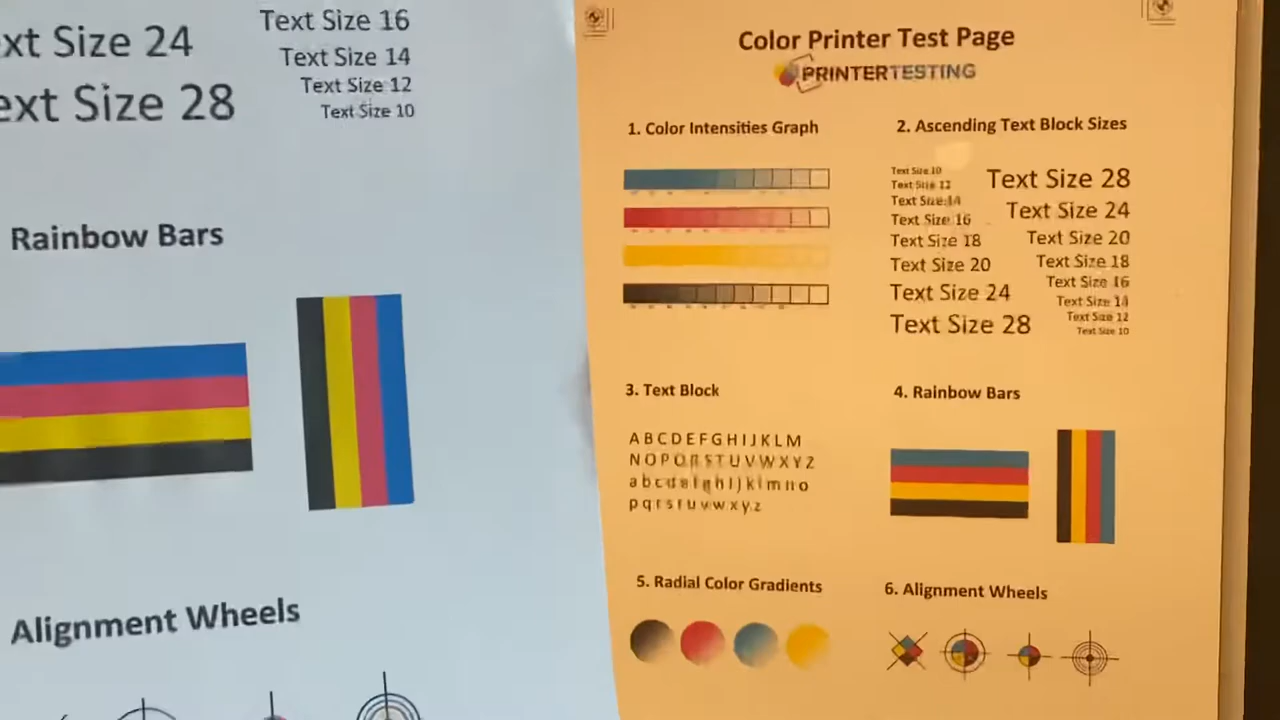 xt Size 24
ext Size 28
Text Size 16
Text Size 14
Text Size 12
Text Size 10
Rainbow Bars
Alignment Wheels
Color Printer Test Page
PRINTERTESTING
1. Color Intensities Graph
2. Ascending Text Block Sizes
Text Size 10
Text Size 12
Text Size 14
Text Size 16
Text Size 18
Text Size 20
Text Size 24
Text Size 28
Text Size 28
Text Size 24
Text Size 20
Text Size 18
Text Size 16
Text Size 14
Text Size 12
Text Size 10
3. Text Block
A B C D E F G H I J K L M
N O P Q R S T U V W X Y Z
a b c d e f g h i j k l m n o
p q r s t u v w x y z
4. Rainbow Bars
5. Radial Color Gradients
6. Alignment Wheels